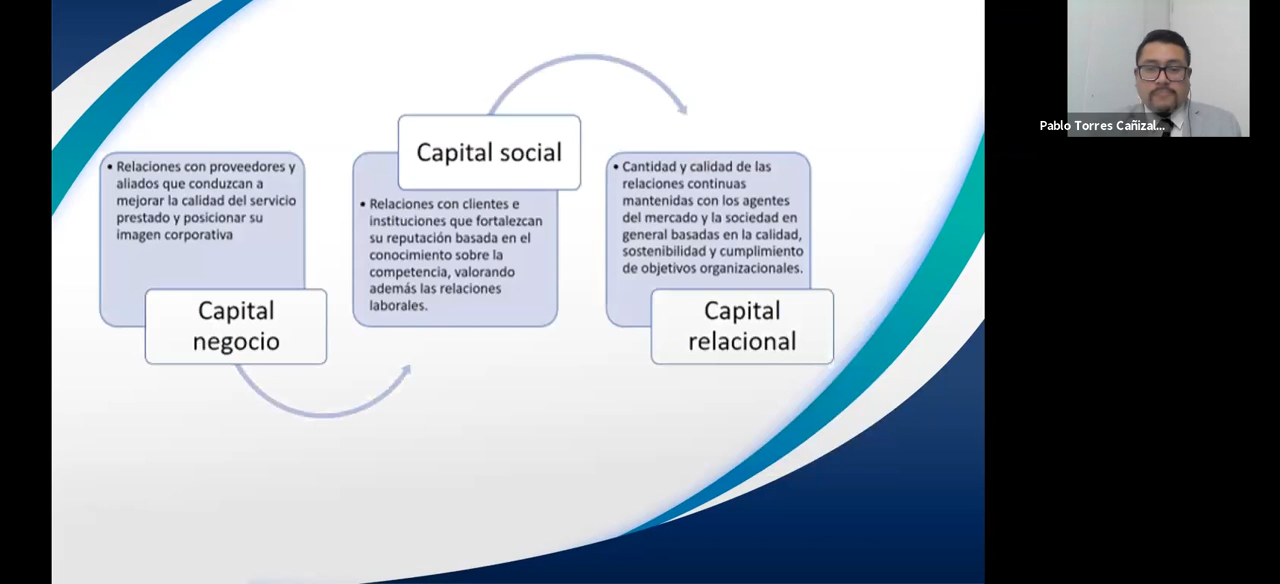 • Relaciones con proveedores y
aliados que conduzcan a
mejorar la calidad del servicio
prestado y posicionar su
imagen corporativa
Capital
negocio
Capital social
• Relaciones con clientes e
instituciones que fortalezcan
su reputación basada en el
conocimiento sobre la
competencia, valorando
además las relaciones
laborales.
• Cantidad y calidad de las
relaciones continuas
mantenidas con los agentes
del mercado y la sociedad en
general basadas en la calidad,
sostenibilidad y cumplimiento
de objetivos organizacionales.
Capital
relacional
Pablo Torres Cañizal...